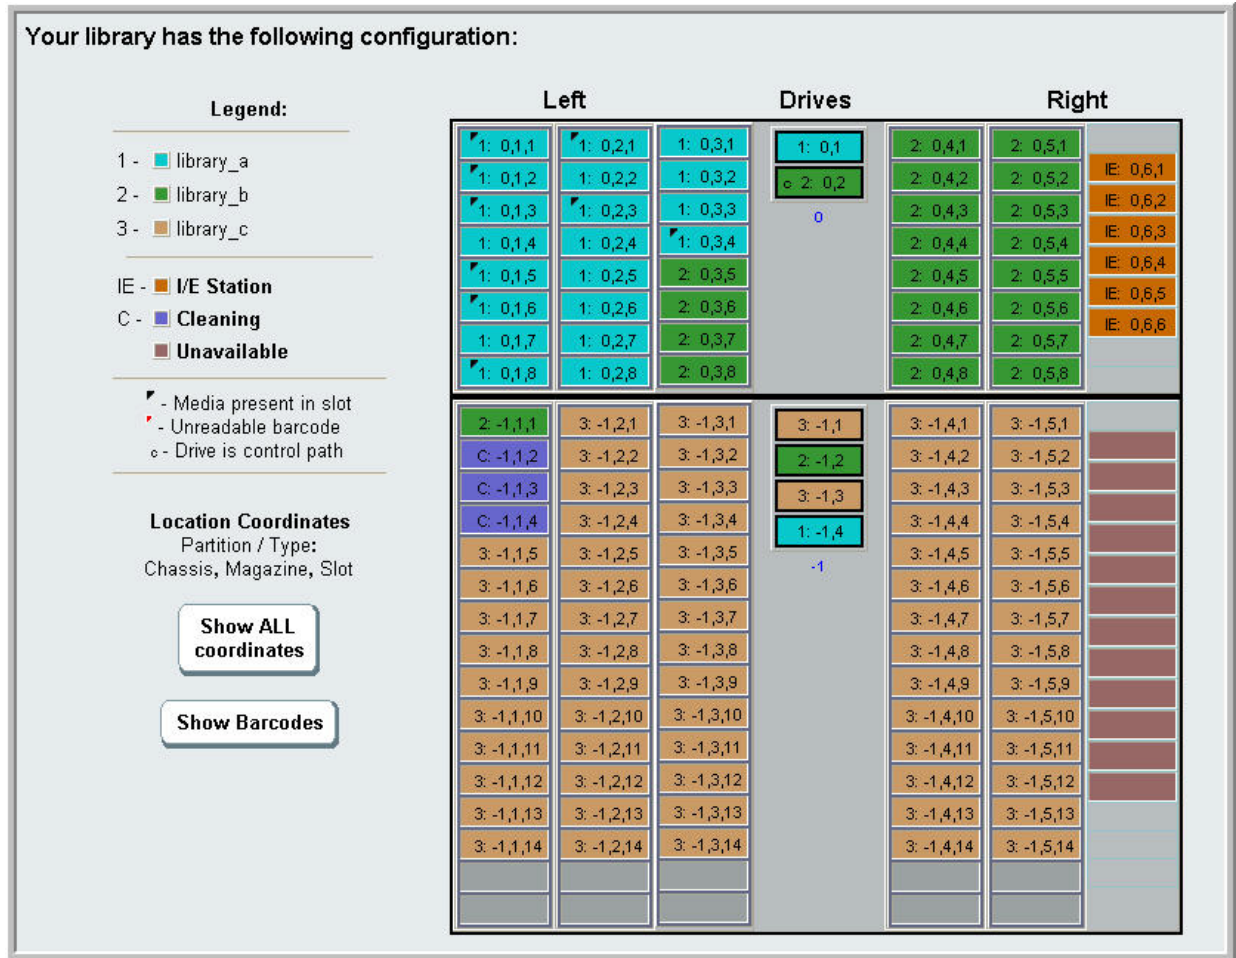 Your library has the following configuration:
Legend:
1 - library_a
2 - library_b
3 - library_c
IE - I/E Station
C - Cleaning
Unavailable
- Media present in slot
- Unreadable barcode
c - Drive is control path
Location Coordinates
Partition / Type:
Chassis, Magazine, Slot
Show ALL
coordinates
Show Barcodes
Left Drives Right
1: 0,1,1 1: 0,2,1 1: 0,3,1 1: 0,1 2: 0,4,1 2: 0,5,1
1: 0,1,2 1: 0,2,2 1: 0,3,2 c 2: 0,2 2: 0,4,2 2: 0,5,2 IE: 0,6,1
1: 0,1,3 1: 0,2,3 1: 0,3,3 0 2: 0,4,3 2: 0,5,3 IE: 0,6,2
1: 0,1,4 1: 0,2,4 1: 0,3,4 2: 0,4,4 2: 0,5,4 IE: 0,6,3
1: 0,1,5 1: 0,2,5 2: 0,3,5 2: 0,4,5 2: 0,5,5 IE: 0,6,4
1: 0,1,6 1: 0,2,6 2: 0,3,6 2: 0,4,6 2: 0,5,6 IE: 0,6,5
1: 0,1,7 1: 0,2,7 2: 0,3,7 2: 0,4,7 2: 0,5,7 IE: 0,6,6
1: 0,1,8 1: 0,2,8 2: 0,3,8 2: 0,4,8 2: 0,5,8
2: -1,1,1 3: -1,2,1 3: -1,3,1 3: -1,1 3: -1,4,1 3: -1,5,1
C: -1,1,2 3: -1,2,2 3: -1,3,2 2: -1,2 3: -1,4,2 3: -1,5,2
C: -1,1,3 3: -1,2,3 3: -1,3,3 3: -1,3 3: -1,4,3 3: -1,5,3
C: -1,1,4 3: -1,2,4 3: -1,3,4 1: -1,4 3: -1,4,4 3: -1,5,4
3: -1,1,5 3: -1,2,5 3: -1,3,5 -1 3: -1,4,5 3: -1,5,5
3: -1,1,6 3: -1,2,6 3: -1,3,6 3: -1,4,6 3: -1,5,6
3: -1,1,7 3: -1,2,7 3: -1,3,7 3: -1,4,7 3: -1,5,7
3: -1,1,8 3: -1,2,8 3: -1,3,8 3: -1,4,8 3: -1,5,8
3: -1,1,9 3: -1,2,9 3: -1,3,9 3: -1,4,9 3: -1,5,9
3: -1,1,10 3: -1,2,10 3: -1,3,10 3: -1,4,10 3: -1,5,10
3: -1,1,11 3: -1,2,11 3: -1,3,11 3: -1,4,11 3: -1,5,11
3: -1,1,12 3: -1,2,12 3: -1,3,12 3: -1,4,12 3: -1,5,12
3: -1,1,13 3: -1,2,13 3: -1,3,13 3: -1,4,13 3: -1,5,13
3: -1,1,14 3: -1,2,14 3: -1,3,14 3: -1,4,14 3: -1,5,14